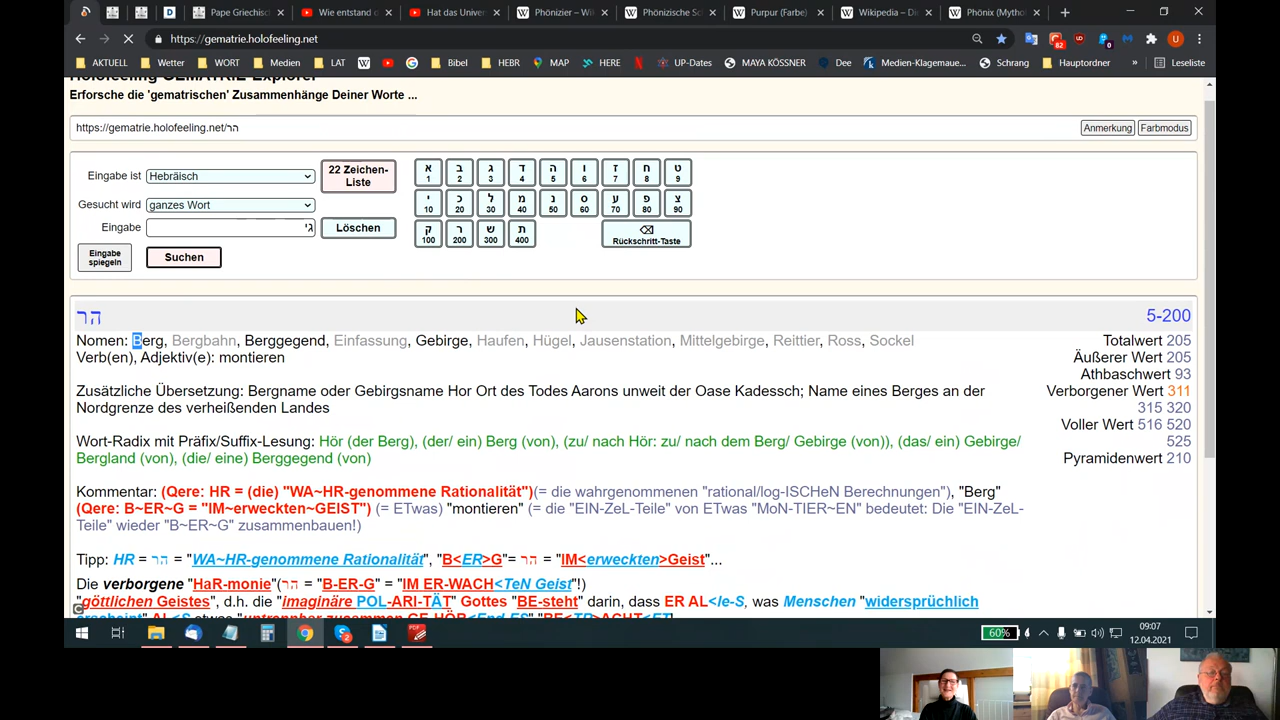 Pape Griechisc
Wie entstand d
Hat das Univer
Phönizier – Wi
Phönizische Sc
Purpur (Farbe)
Wikipedia – Die
Phönix (Mytho
https://gematrie.holofeeling.net
AKTUELL Wetter WORT Medien LAT Bibel HEBR MAP HERE UP-Dates MAYA KÖSSNER Dee Medien-Klagemaue... Schrang Hauptordner » Leseliste
Holofeeling GEMATRIE Explorer
Erforsche die 'gematrischen' Zusammenhänge Deiner Worte ...
https://gematrie.holofeeling.net/הר
Anmerkung Farbmodus
Eingabe ist Hebräisch
22 Zeichen-
Liste
Gesucht wird ganzes Wort
Eingabe גי
Löschen
Eingabe
spiegeln
Suchen
א ב ג ד ה ו ז ח ט
1 2 3 4 5 6 7 8 9
י כ ל מ נ ס ע פ צ
10 20 30 40 50 60 70 80 90
ק ר ש ת
100 200 300 400
Rückschritt-Taste
הר 5-200
Nomen: Berg, Bergbahn, Berggegend, Einfassung, Gebirge, Haufen, Hügel, Jausenstation, Mittelgebirge, Reittier, Ross, Sockel
Verb(en), Adjektiv(e): montieren
Totalwert 205
Äußerer Wert 205
Athbaschwert 93
Verborgener Wert 311
315 320
Voller Wert 516 520
525
Pyramidenwert 210
Zusätzliche Übersetzung: Bergname oder Gebirgsname Hor Ort des Todes Aarons unweit der Oase Kadessch; Name eines Berges an der
Nordgrenze des verheißenden Landes
Wort-Radix mit Präfix/Suffix-Lesung: Hör (der Berg), (der/ ein) Berg (von), (zu/ nach Hör: zu/ nach dem Berg/ Gebirge (von)), (das/ ein) Gebirge/
Bergland (von), (die/ eine) Berggegend (von)
Kommentar: (Qere: HR = (die) "WA~HR-genommene Rationalität")(= die wahrgenommenen "rational/log-ISCHeN Berechnungen"), "Berg"
(Qere: B~ER~G = "IM~erweckten~GEIST") (= ETwas) "montieren" (= die "EIN-ZeL-Teile" von ETwas "MoN-TIER~EN" bedeutet: Die "EIN-ZeL-
Teile" wieder "B~ER~G" zusammenbauen!)
Tipp: HR = הר = "WA~HR-genommene Rationalität", "B<ER>G"= הר = "IM<erweckten>Geist"...
Die verborgene "HaR-monie"(הר = "B-ER-G" = "IM ER-WACH<TeN Geist"!)
"göttlichen Geistes", d.h. die "imaginäre POL-ARI-TÄT" Gottes "BE-steht" darin, dass ER AL<le-S, was Menschen "widersprüchlich
60%
09:07
12.04.2021